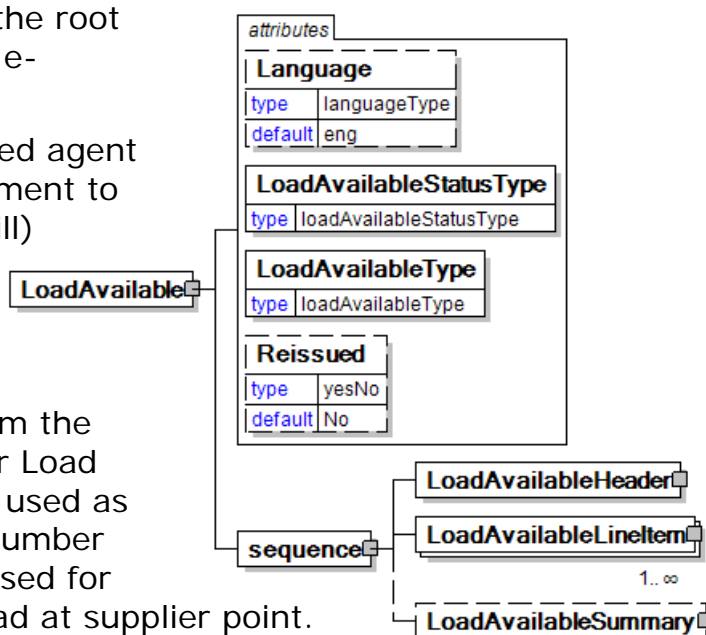 the root
e-
ed agent
ment to
ll)
m the
r Load
used as
umber
sed for
ad at supplier point.
LoadAvailable
attributes
Language
type languageType
default eng
LoadAvailableStatusType
type loadAvailableStatusType
LoadAvailableType
type loadAvailableType
Reissued
type yesNo
default No
sequence
LoadAvailableHeader
LoadAvailableLineItem
1.. ∞
LoadAvailableSummary